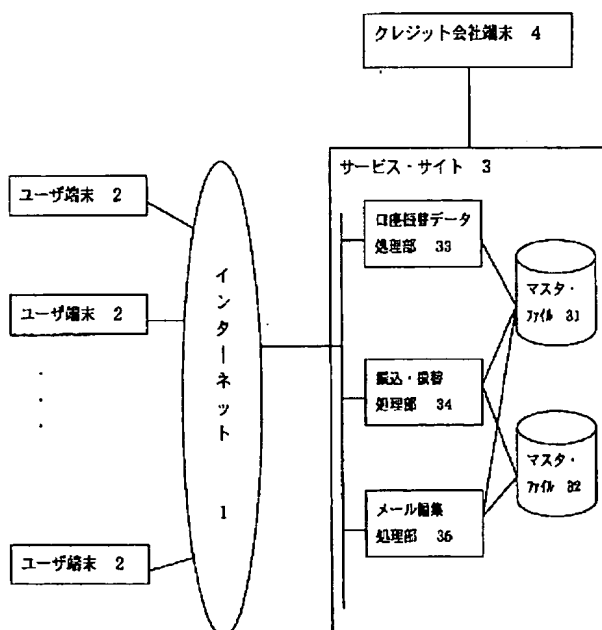 クレジット会社端末 4
サービス・サイト 3
ユーザ端末 2
口座振替データ
処理部 33
インターネット
1
マスタ・
ファイル 31
ユーザ端末 2
振込・振替
処理部 34
マスタ・
ファイル 32
メール編集
処理部 35
ユーザ端末 2